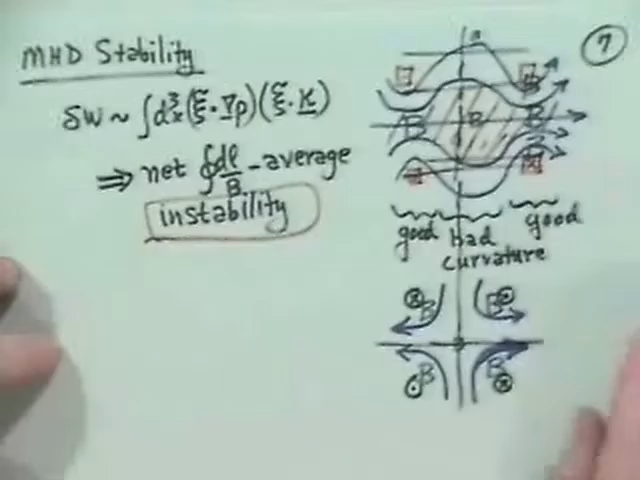 MHD Stability
7
δW ~ ∫d³x(ξ̃·∇p)(ξ̃·κ)
⇒ net ∮dl/B - average
instability
B B B
good bad good
curvature
B B
B B